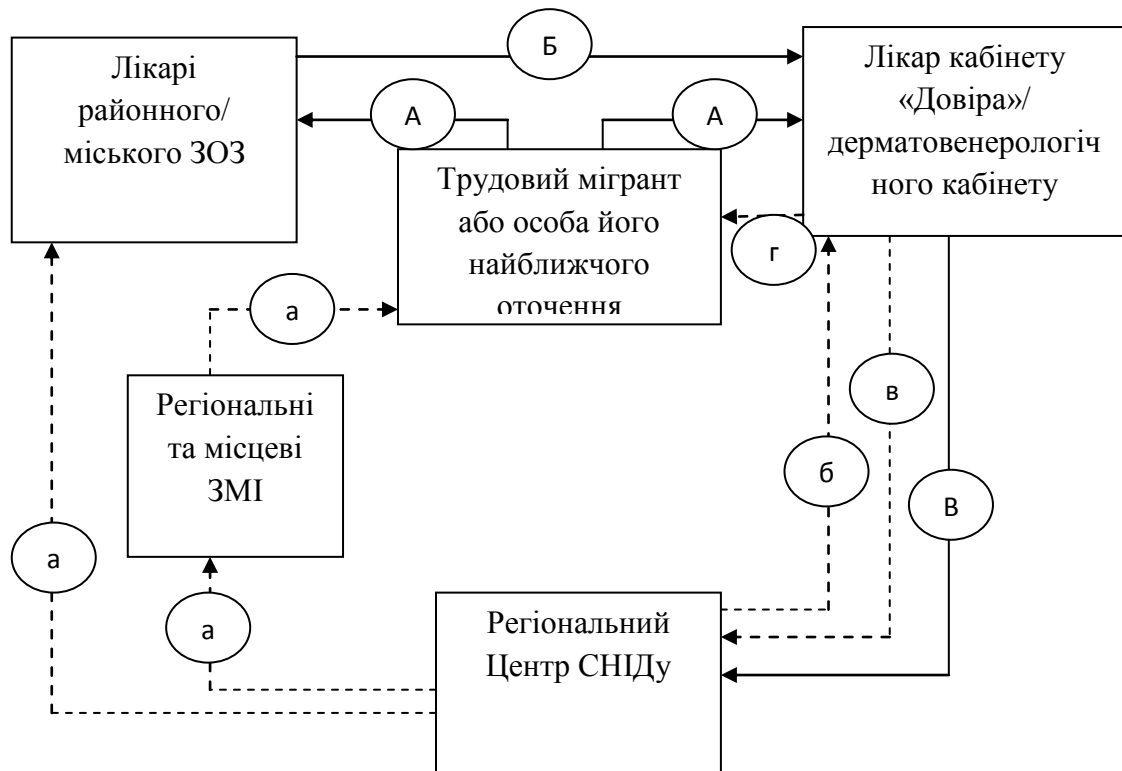 Б
Лікарі
районного/
міського ЗОЗ
А
А
Лікар кабінету
«Довіра»/
дерматовенерологіч
ного кабінету
Трудовий мігрант
або особа його
найближчого
оточення
г
а
Регіональні
та місцеві
ЗМІ
в
б
В
а
а
Регіональний
Центр СНІДу